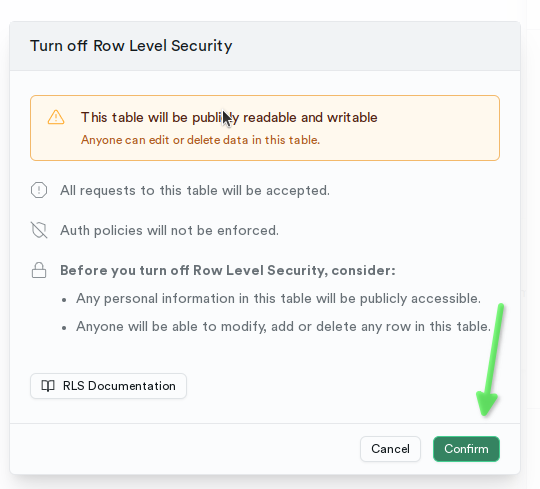 Turn off Row Level Security
This table will be publicly readable and writable
Anyone can edit or delete data in this table.
All requests to this table will be accepted.
Auth policies will not be enforced.
Before you turn off Row Level Security, consider:
• Any personal information in this table will be publicly accessible.
• Anyone will be able to modify, add or delete any row in this table.
RLS Documentation
Cancel
Confirm